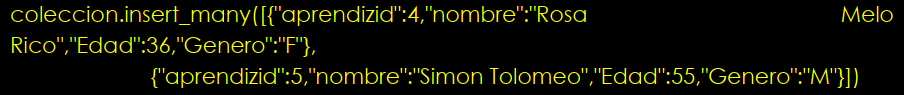 coleccion.insert_many([{"aprendizid":4,"nombre":"Rosa Melo
Rico","Edad":36,"Genero":"F"},
{"aprendizid":5,"nombre":"Simon Tolomeo","Edad":55,"Genero":"M"}])